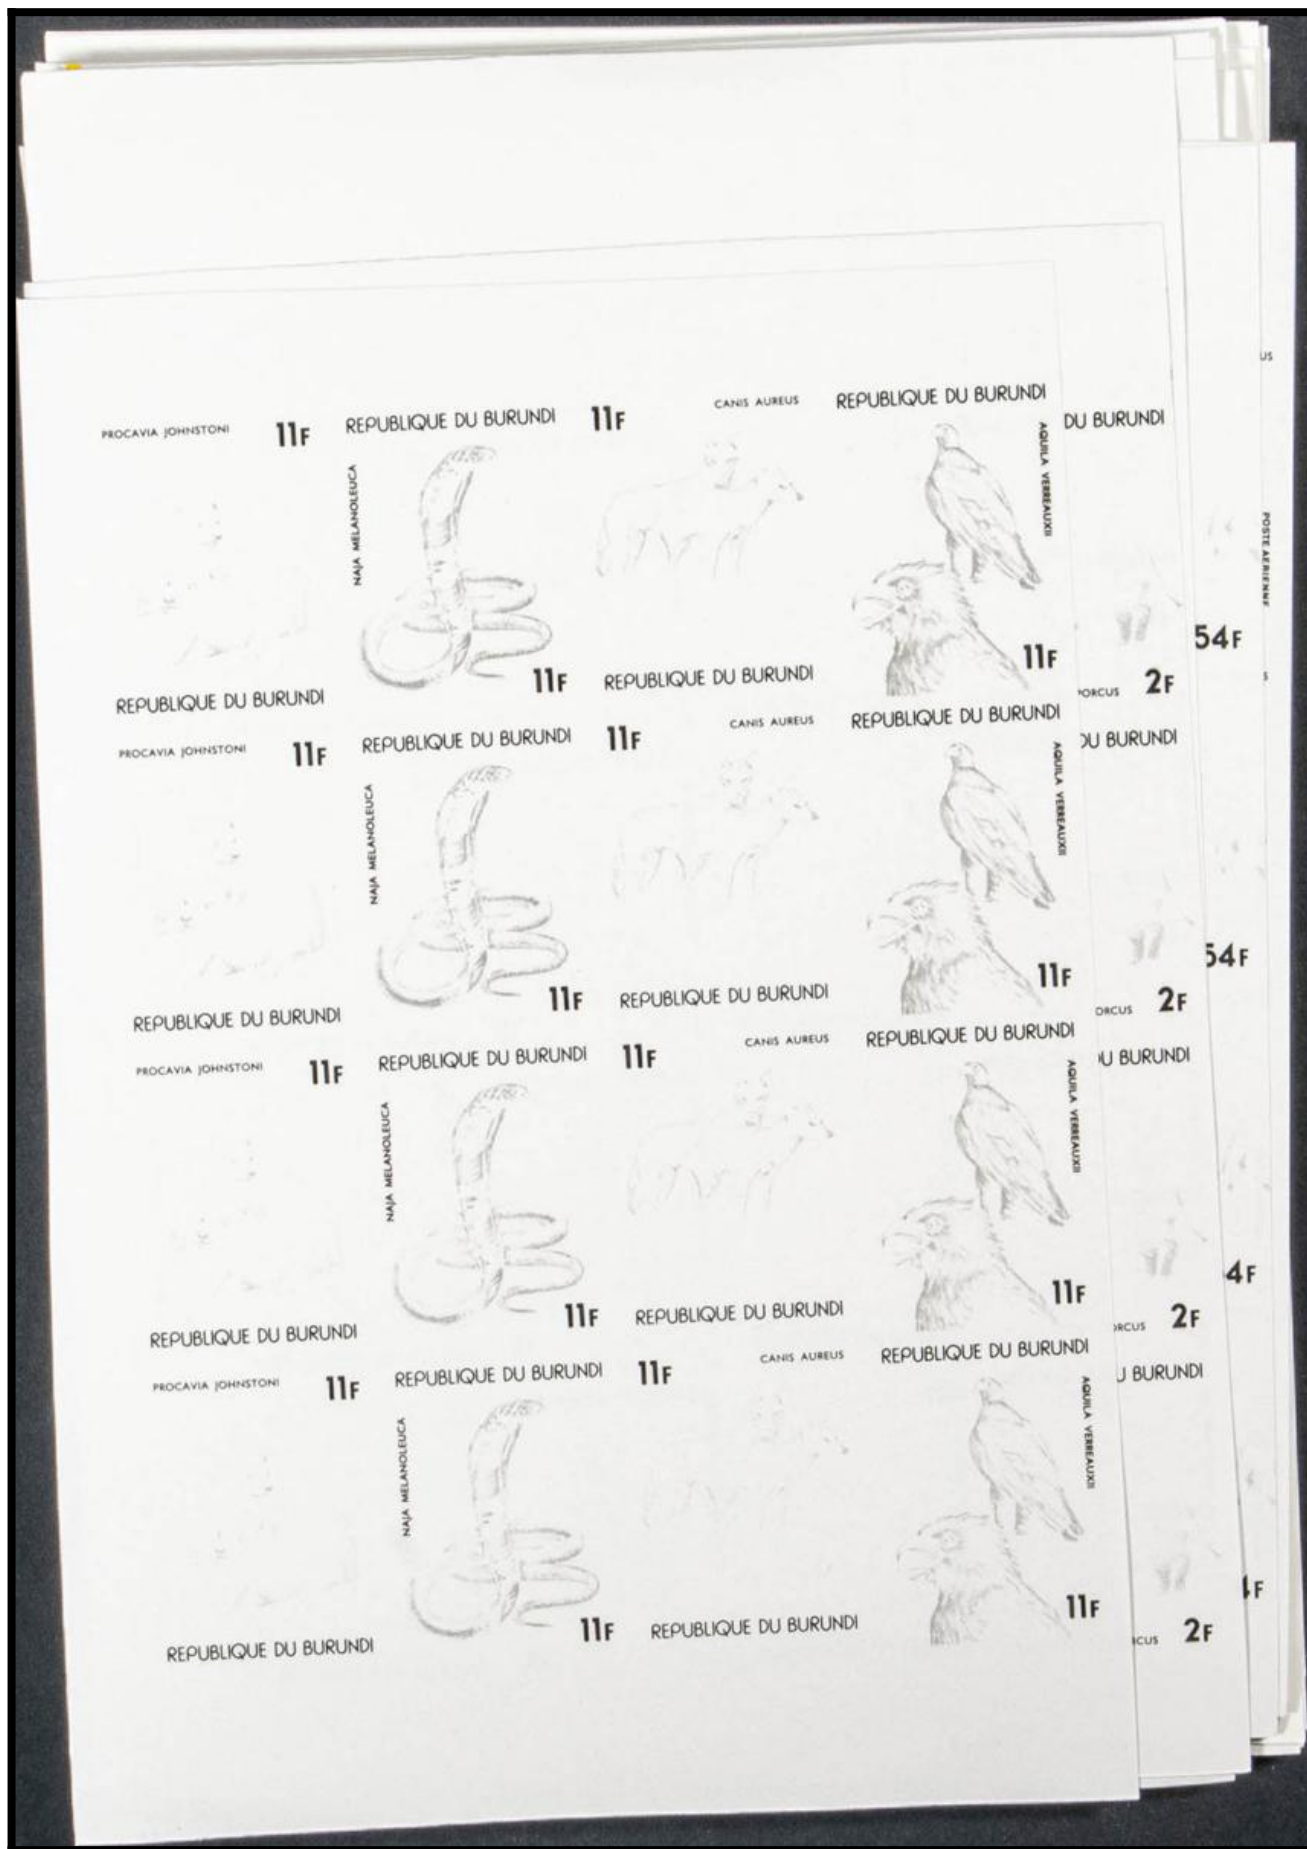 PROCAVIA JOHNSTONI 11F REPUBLIQUE DU BURUNDI 11F CANIS AUREUS REPUBLIQUE DU BURUNDI
NAJA MELANOLEUCA
AQUILA VERREAUXII
REPUBLIQUE DU BURUNDI 11F REPUBLIQUE DU BURUNDI 11F
PROCAVIA JOHNSTONI 11F REPUBLIQUE DU BURUNDI 11F CANIS AUREUS REPUBLIQUE DU BURUNDI
NAJA MELANOLEUCA
AQUILA VERREAUXII
REPUBLIQUE DU BURUNDI 11F REPUBLIQUE DU BURUNDI 11F
PROCAVIA JOHNSTONI 11F REPUBLIQUE DU BURUNDI 11F CANIS AUREUS REPUBLIQUE DU BURUNDI
NAJA MELANOLEUCA
AQUILA VERREAUXII
REPUBLIQUE DU BURUNDI 11F REPUBLIQUE DU BURUNDI 11F
PROCAVIA JOHNSTONI 11F REPUBLIQUE DU BURUNDI 11F CANIS AUREUS REPUBLIQUE DU BURUNDI
NAJA MELANOLEUCA
AQUILA VERREAUXII
REPUBLIQUE DU BURUNDI 11F REPUBLIQUE DU BURUNDI 11F
DU BURUNDI
PORCUS 2F
DU BURUNDI
ORCUS 2F
U BURUNDI
RCUS 2F
U BURUNDI
CUS 2F
US
POSTE AERIENNE
54F
54F
4F
F